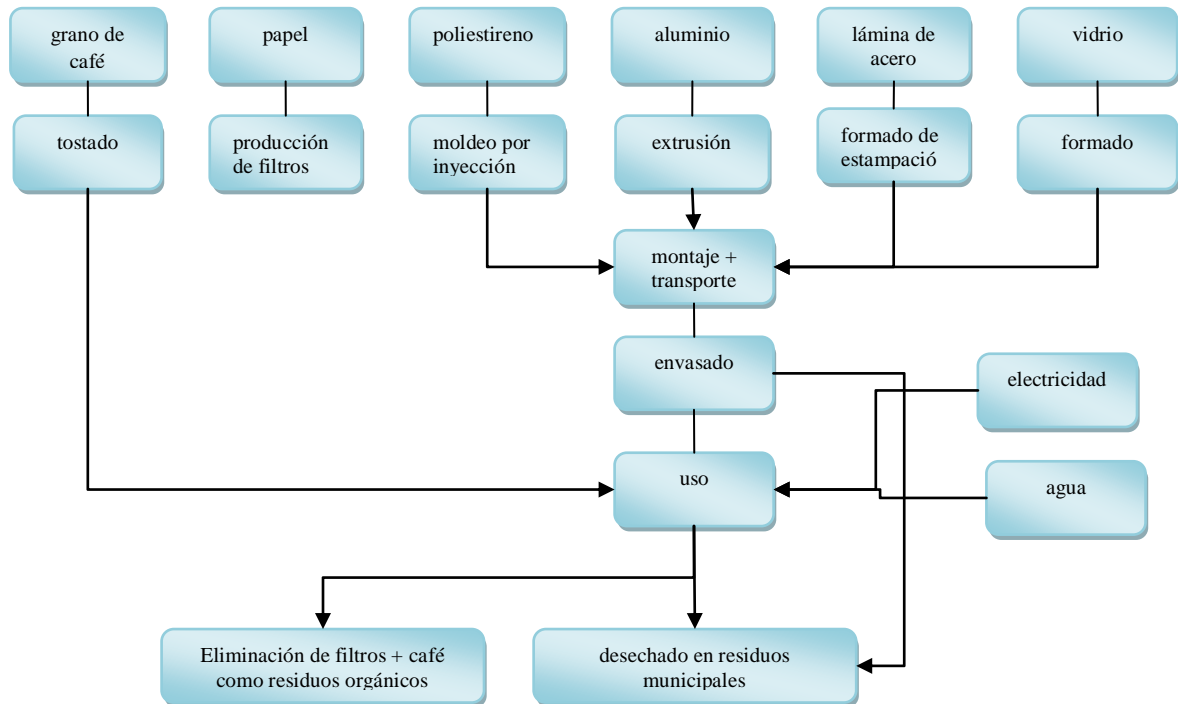 grano de
café
papel
poliestireno
aluminio
lámina de
acero
vidrio
tostado
producción
de filtros
moldeo por
inyección
extrusión
formado de
estampació
formado
montaje +
transporte
envasado
electricidad
uso
agua
Eliminación de filtros + café
como residuos orgánicos
desechado en residuos
municipales